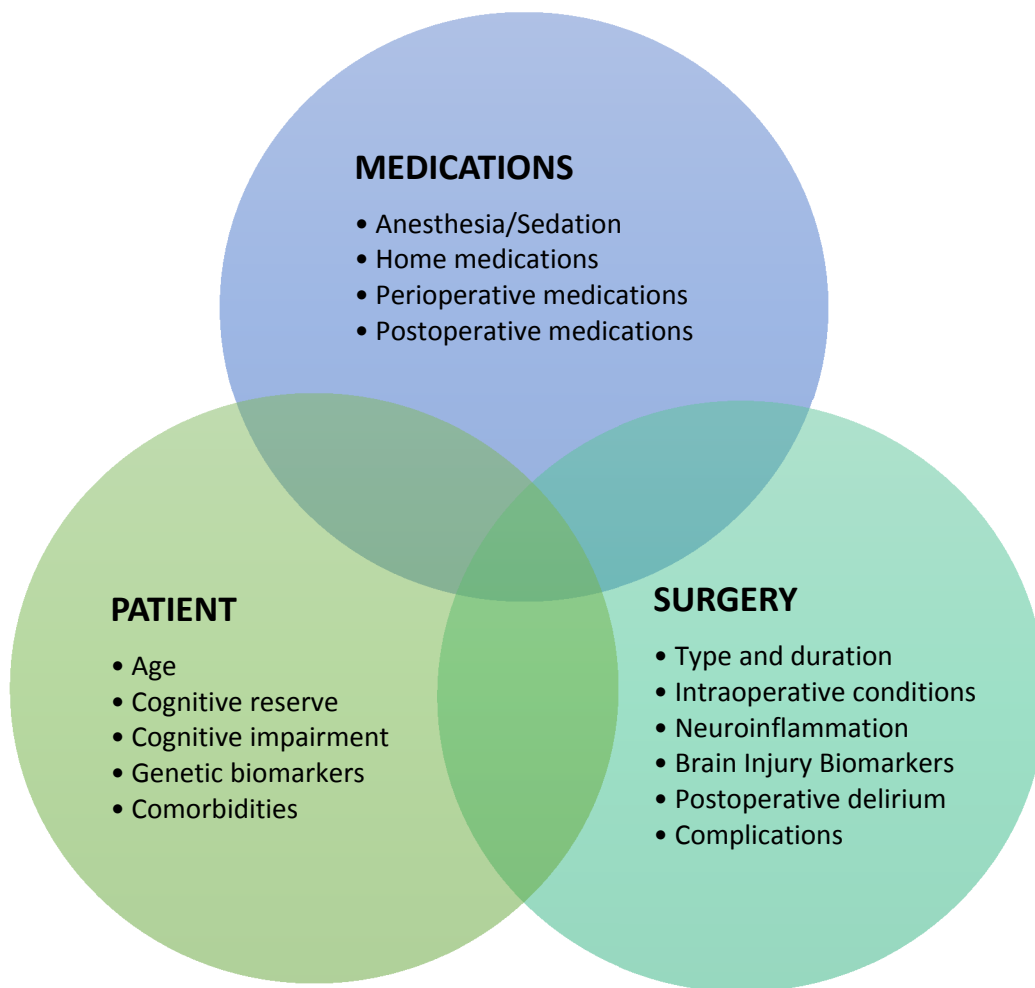 MEDICATIONS
• Anesthesia/Sedation
• Home medications
• Perioperative medications
• Postoperative medications
PATIENT
• Age
• Cognitive reserve
• Cognitive impairment
• Genetic biomarkers
• Comorbidities
SURGERY
• Type and duration
• Intraoperative conditions
• Neuroinflammation
• Brain Injury Biomarkers
• Postoperative delirium
• Complications